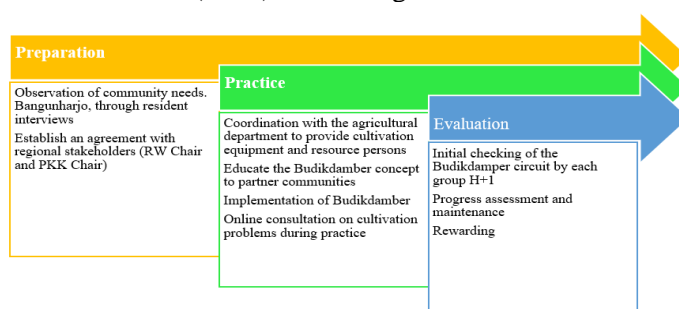 Preparation
Observation of community needs.
Bangunharjo, through resident
interviews
Establish an agreement with
regional stakeholders (RW Chair
and PKK Chair)
Practice
Coordination with the agricultural
department to provide cultivation
equipment and resource persons
Educate the Budikdamber concept
to partner communities
Implementation of Budikdamber
Online consultation on cultivation
problems during practice
Evaluation
Initial checking of the
Budikdamper circuit by each
group H+1
Progress assessment and
maintenance
Rewarding